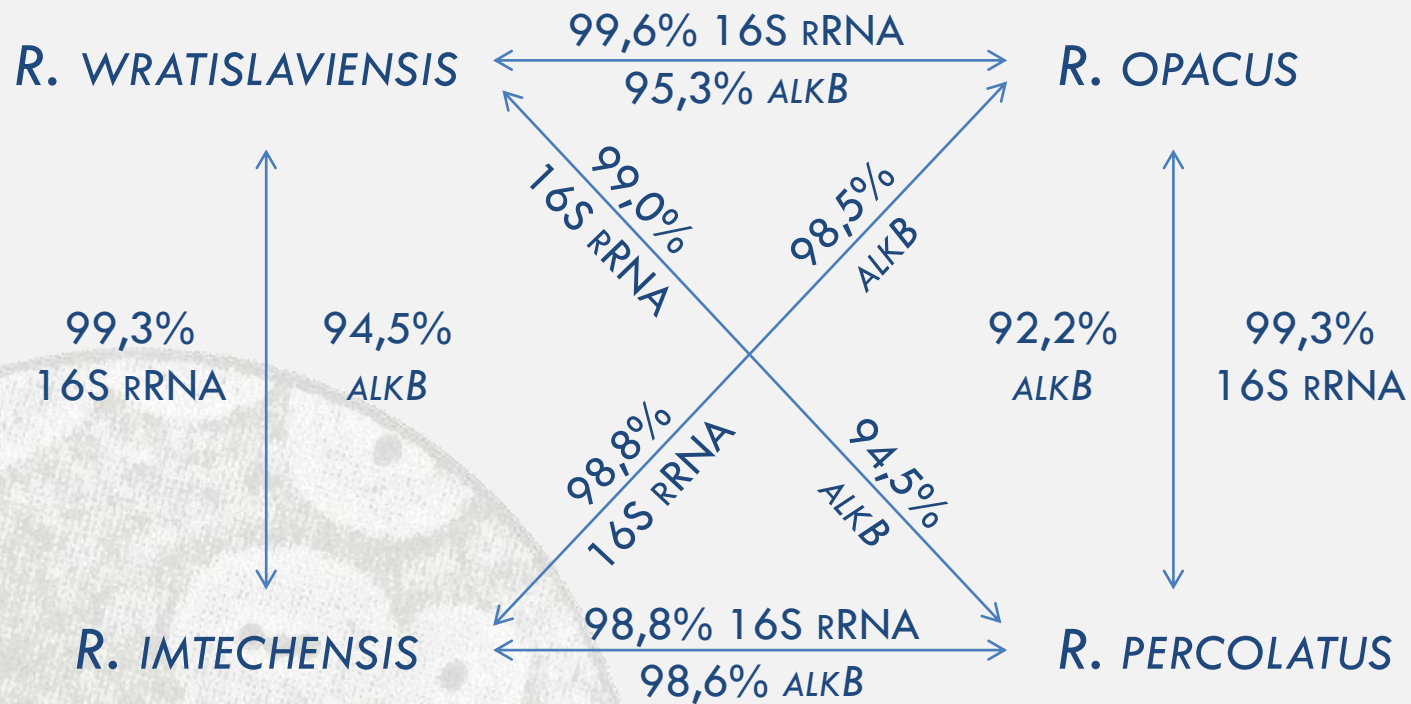 99,6% 16S RRNA
R. WRATISLAVIENSIS
R. OPACUS
95,3% ALKB
99,0%
16S RRNA
98,5%
ALKB
99,3%
16S RRNA
94,5%
ALKB
92,2%
ALKB
99,3%
16S RRNA
98,8%
16S RRNA
94,5%
ALKB
98,8% 16S RRNA
R. IMTECHENSIS
R. PERCOLATUS
98,6% ALKB